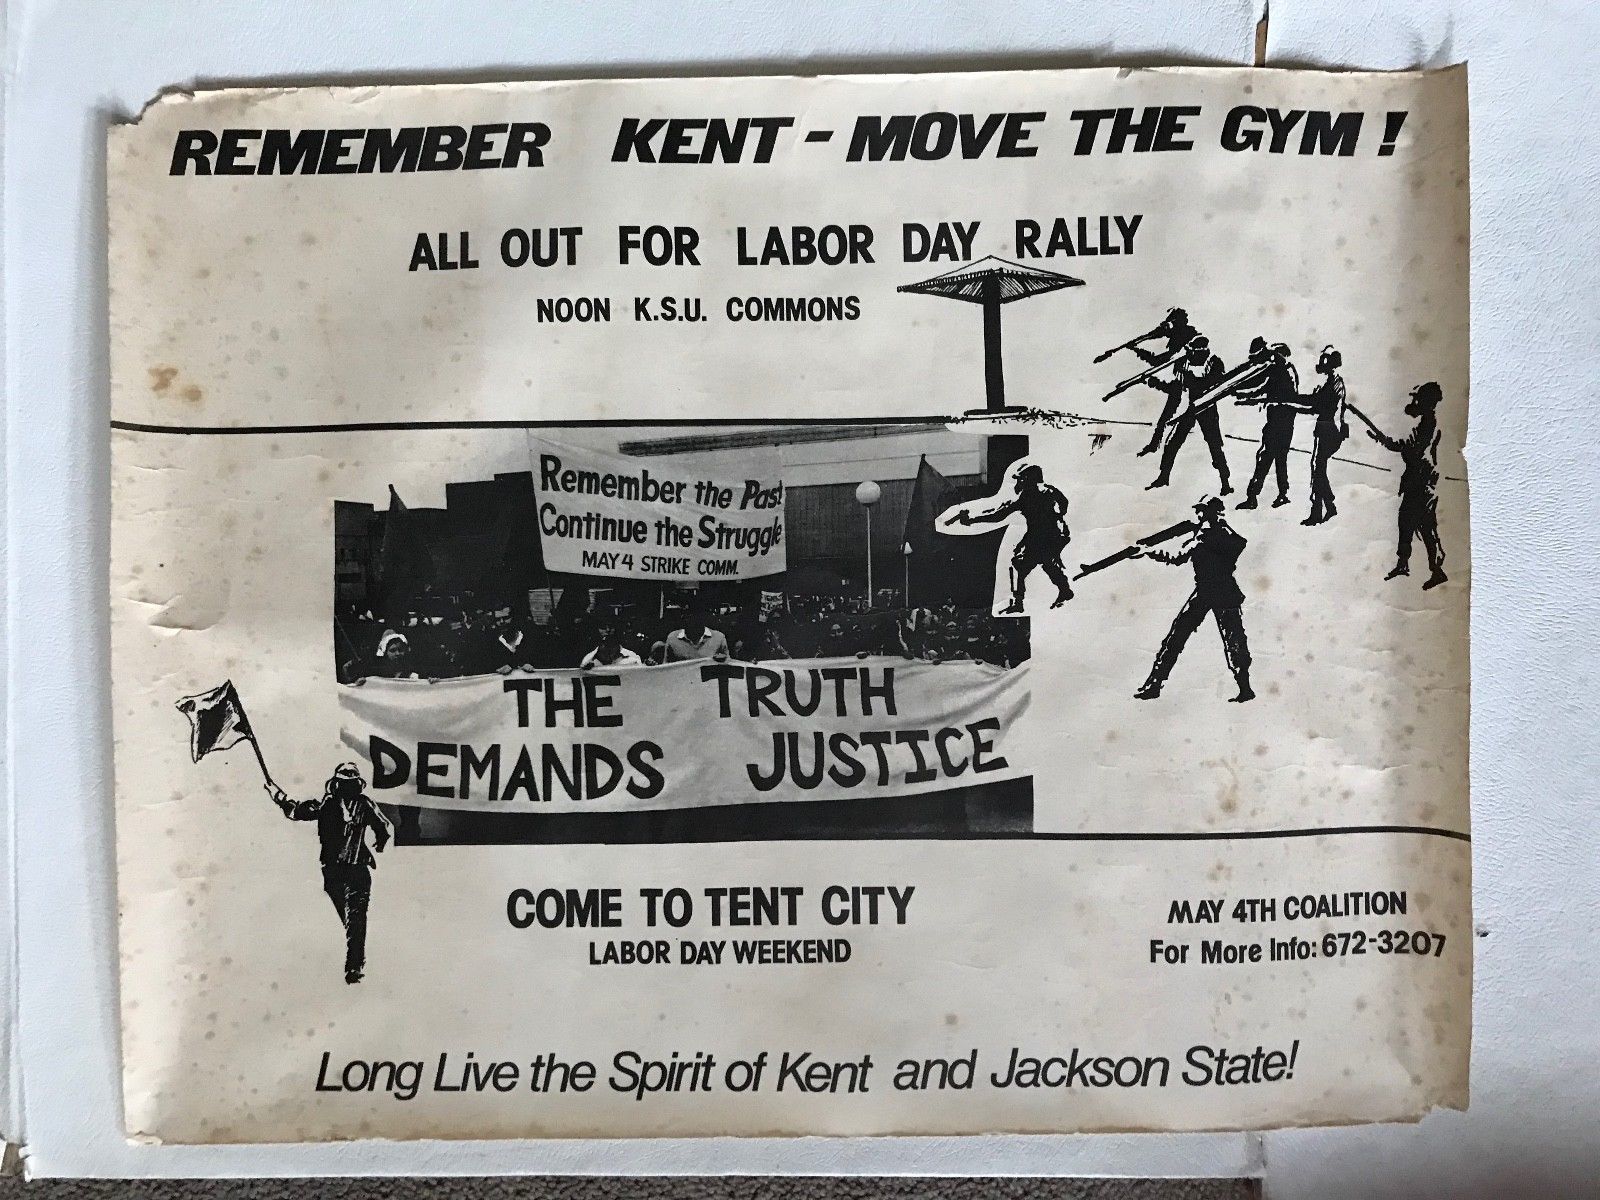 REMEMBER KENT - MOVE THE GYM !
ALL OUT FOR LABOR DAY RALLY
NOON K.S.U. COMMONS
Remember the Past
Continue the Struggle
MAY 4 STRIKE COMM.
THE TRUTH
DEMANDS JUSTICE
COME TO TENT CITY
LABOR DAY WEEKEND
MAY 4TH COALITION
For More Info: 672-3207
Long Live the Spirit of Kent and Jackson State!